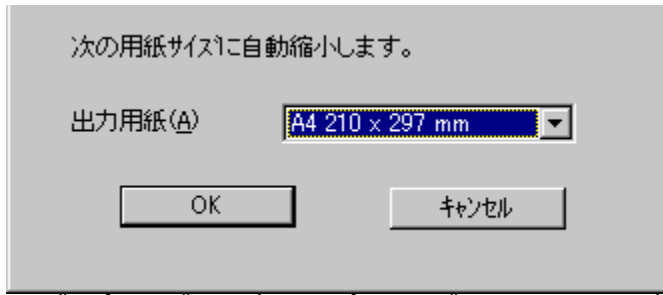 次の用紙サイズに自動縮小します。
出力用紙(A)
A4 210 x 297 mm
OK
キャンセル